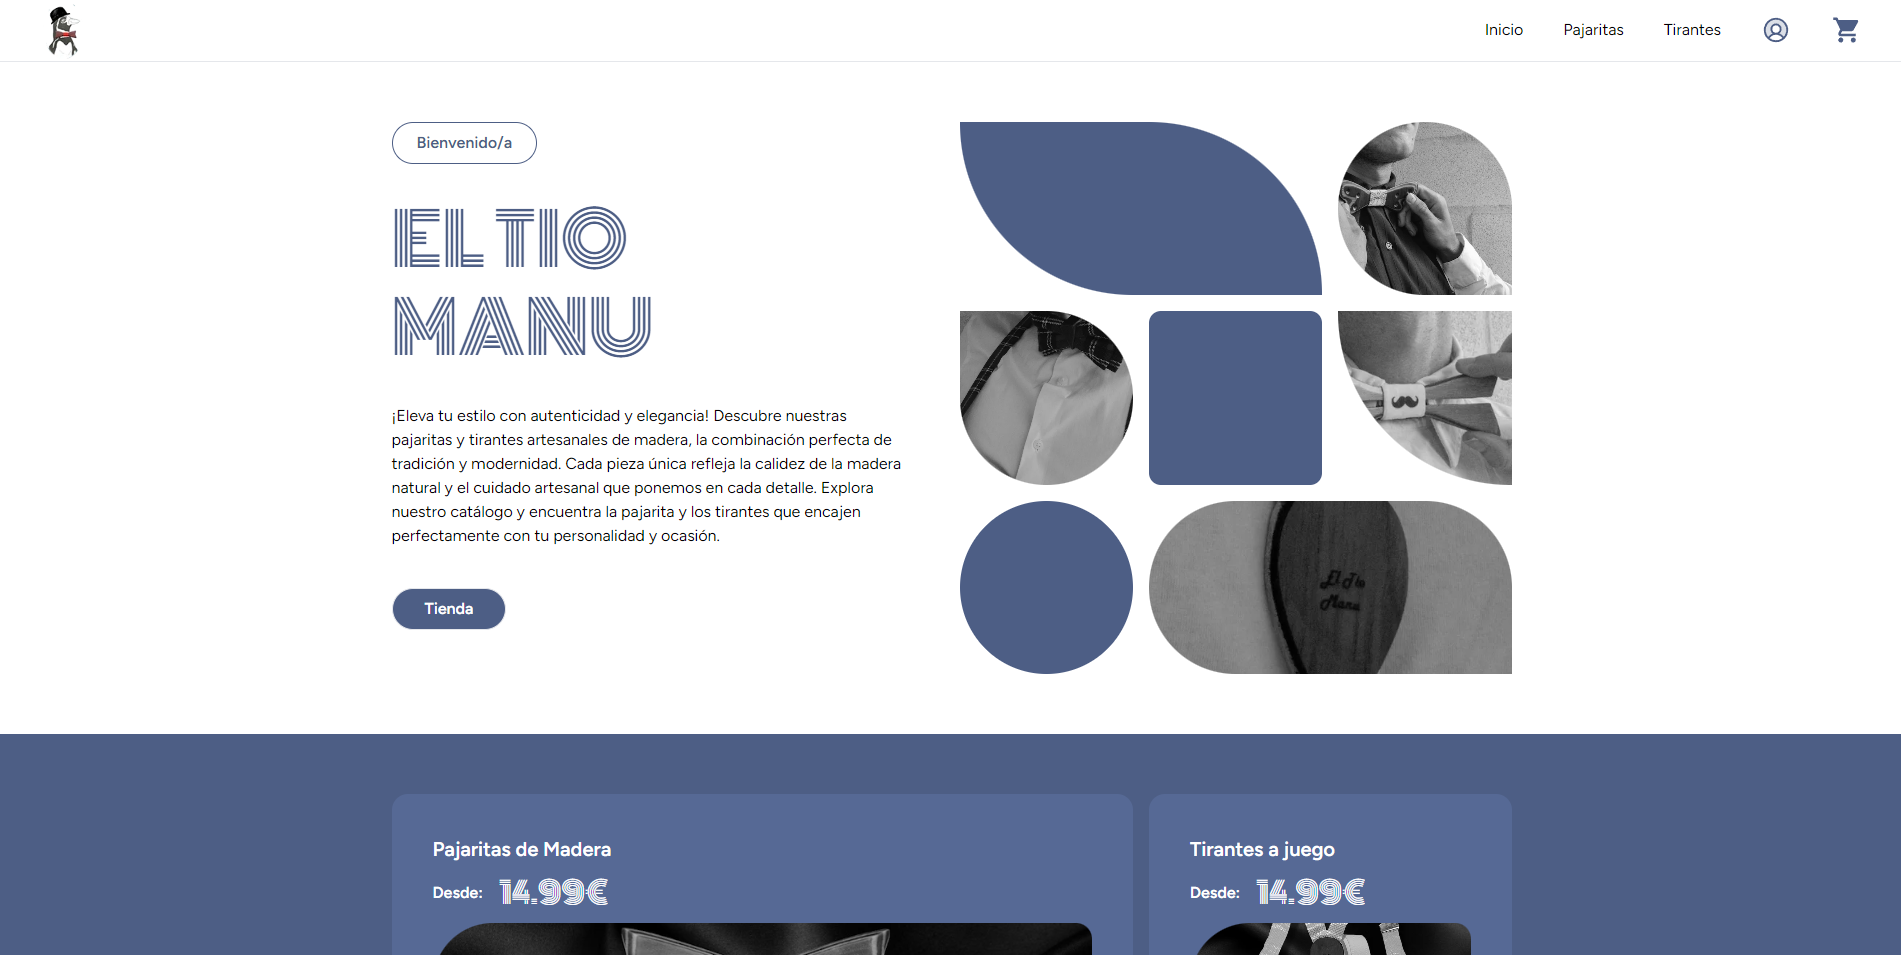 Inicio Pajaritas Tirantes
Bienvenido/a
EL TIO
MANU
¡Eleva tu estilo con autenticidad y elegancia! Descubre nuestras
pajaritas y tirantes artesanales de madera, la combinación perfecta de
tradición y modernidad. Cada pieza única refleja la calidez de la madera
natural y el cuidado artesanal que ponemos en cada detalle. Explora
nuestro catálogo y encuentra la pajarita y los tirantes que encajen
perfectamente con tu personalidad y ocasión.
Tienda
El Tio
Manu
Pajaritas de Madera
Desde: 14.99€
Tirantes a juego
Desde: 14.99€